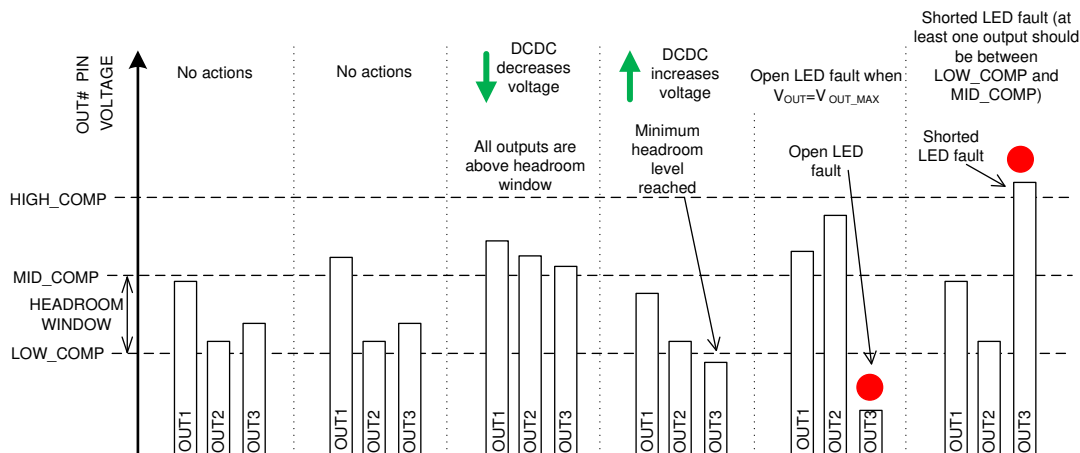 OUT# PIN
VOLTAGE
No actions
No actions
DCDC
decreases
voltage
All outputs are
above headroom
window
DCDC
increases
voltage
Minimum
headroom
level
reached
Open LED fault when
VOUT=VOUT_MAX
Open LED
fault
Shorted LED fault (at
least one output should
be between
LOW_COMP and
MID_COMP)
Shorted
LED fault
HIGH_COMP
MID_COMP
HEADROOM
WINDOW
LOW_COMP
OUT1
OUT2
OUT3
OUT1
OUT2
OUT3
OUT1
OUT2
OUT3
OUT1
OUT2
OUT3
OUT1
OUT2
OUT3
OUT1
OUT2
OUT3